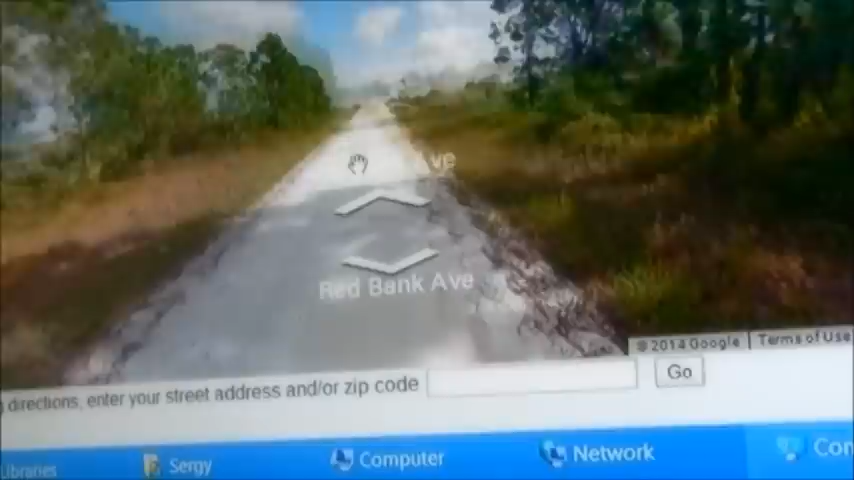 Ave
Red Bank Ave
© 2014 Google
Terms of Use
directions, enter your street address and/or zip code
Go
Libraries
Sergy
Computer
Network